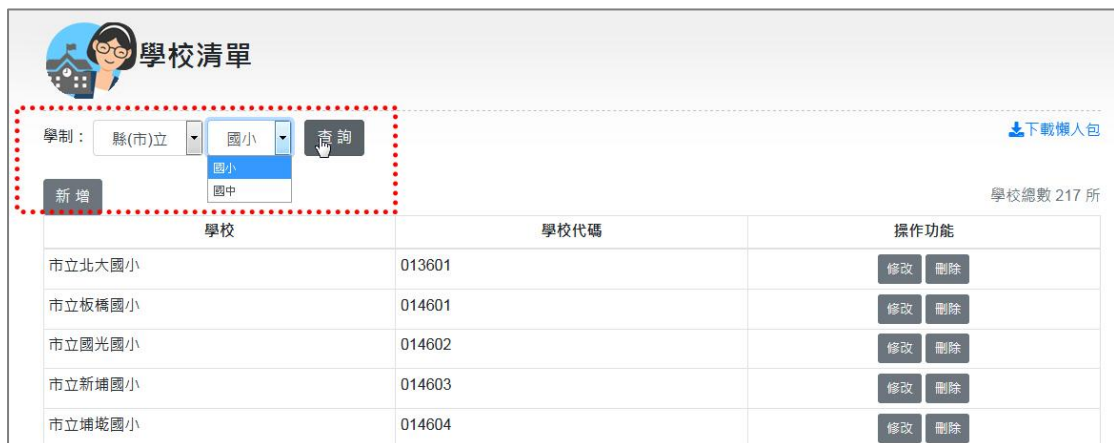 學校清單
學制： 縣(市)立 國小 查詢
下載懶人包
國小
國中
新增
學校總數 217 所
學校 學校代碼 操作功能
市立北大國小 013601 修改 刪除
市立板橋國小 014601 修改 刪除
市立國光國小 014602 修改 刪除
市立新埔國小 014603 修改 刪除
市立埔墘國小 014604 修改 刪除